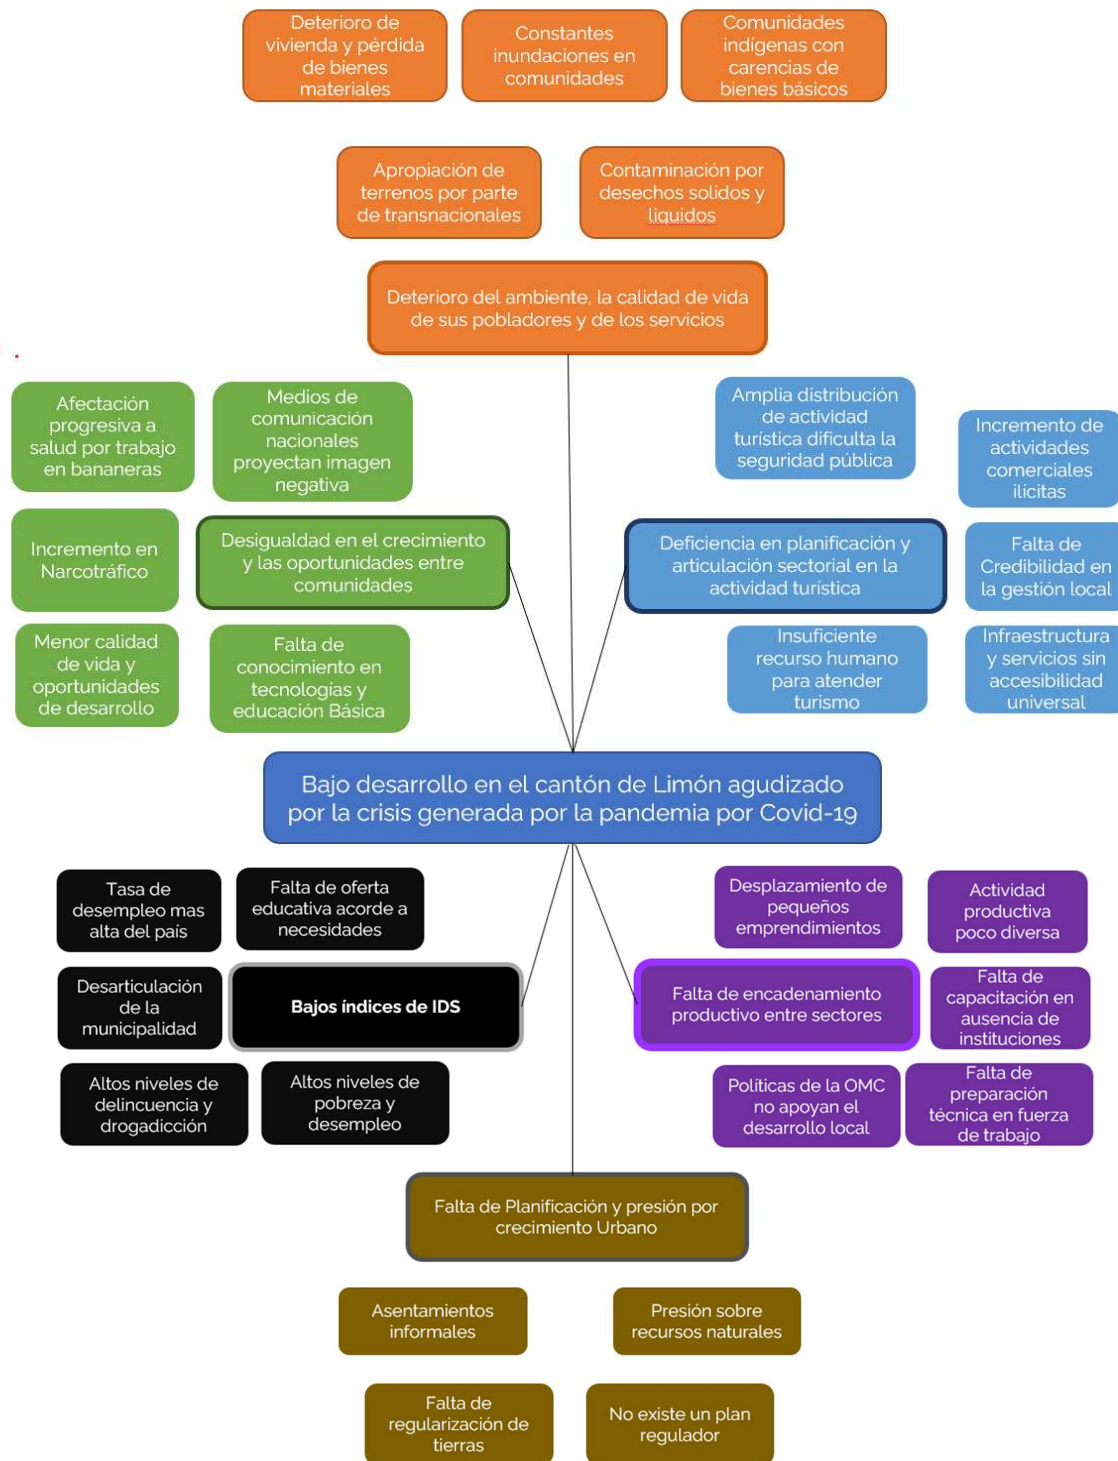 Deterioro de
vivienda y pérdida
de bienes
materiales
Constantes
inundaciones en
comunidades
Comunidades
indígenas con
carencias de
bienes básicos
Apropiación de
terrenos por parte
de transnacionales
Contaminación por
desechos solidos y
liquidos
Deterioro del ambiente, la calidad de vida
de sus pobladores y de los servicios
Afectación
progresiva a
salud por trabajo
en bananeras
Medios de
comunicación
nacionales
proyectan imagen
negativa
Incremento en
Narcotráfico
Desigualdad en el crecimiento
y las oportunidades entre
comunidades
Menor calidad
de vida y
oportunidades
de desarrollo
Falta de
conocimiento en
tecnologías y
educación Básica
Amplia distribución
de actividad
turística dificulta la
seguridad pública
Incremento de
actividades
comerciales
ilícitas
Deficiencia en planificación y
articulación sectorial en la
actividad turística
Falta de
Credibilidad en
la gestión local
Insuficiente
recurso humano
para atender
turismo
Infraestructura
y servicios sin
accesibilidad
universal
Bajo desarrollo en el cantón de Limón agudizado
por la crisis generada por la pandemia por Covid-19
Tasa de
desempleo mas
alta del país
Falta de oferta
educativa acorde a
necesidades
Desarticulación
de la
municipalidad
Bajos índices de IDS
Altos niveles de
delincuencia y
drogadicción
Altos niveles de
pobreza y
desempleo
Desplazamiento de
pequeños
emprendimientos
Actividad
productiva
poco diversa
Falta de encadenamiento
productivo entre sectores
Falta de
capacitación en
ausencia de
instituciones
Políticas de la OMC
no apoyan el
desarrollo local
Falta de
preparación
técnica en fuerza
de trabajo
Falta de Planificación y presión por
crecimiento Urbano
Asentamientos
informales
Presión sobre
recursos naturales
Falta de
regularización de
tierras
No existe un plan
regulador